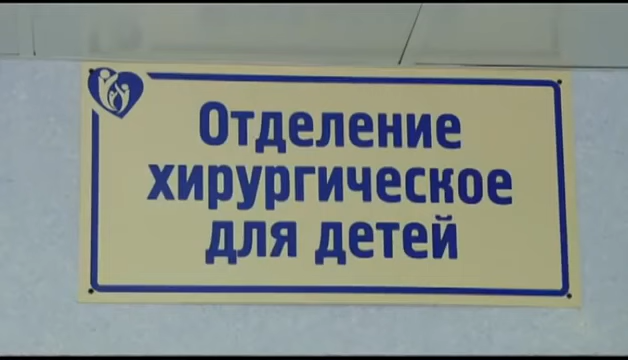 Отделение
хирургическое
для детей